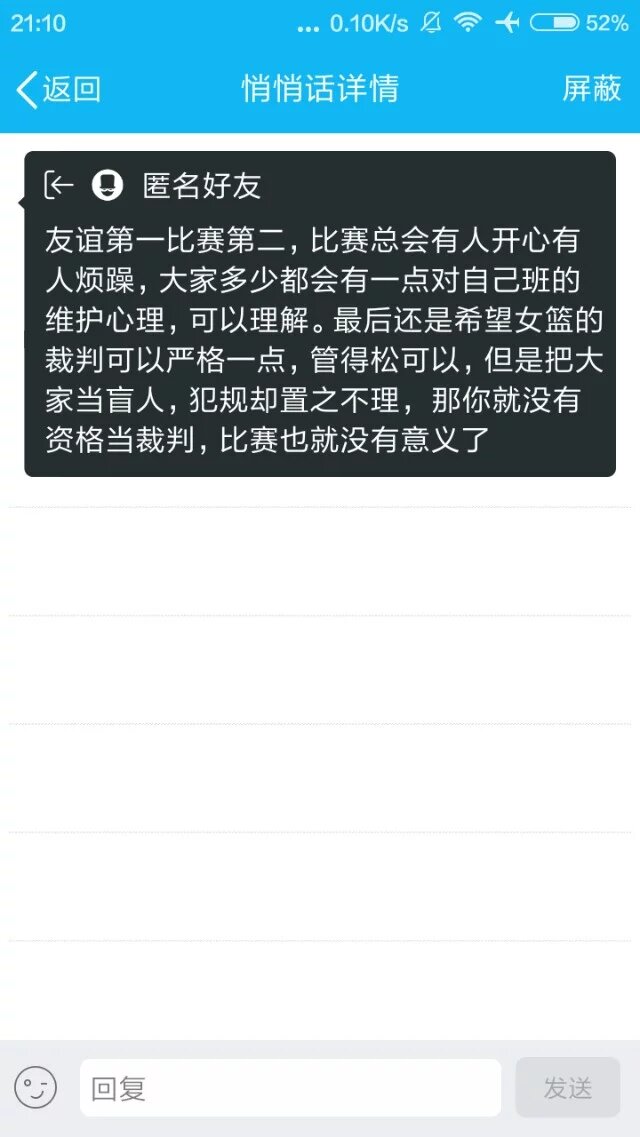 21:10 ... 0.10K/s 52%
返回 悄悄话详情 屏蔽
匿名好友
友谊第一比赛第二，比赛总会有人开心有
人烦躁，大家多少都会有一点对自己班的
维护心理，可以理解。最后还是希望女篮的
裁判可以严格一点，管得松可以，但是把大
家当盲人，犯规却置之不理， 那你就没有
资格当裁判，比赛也就没有意义了
回复 发送